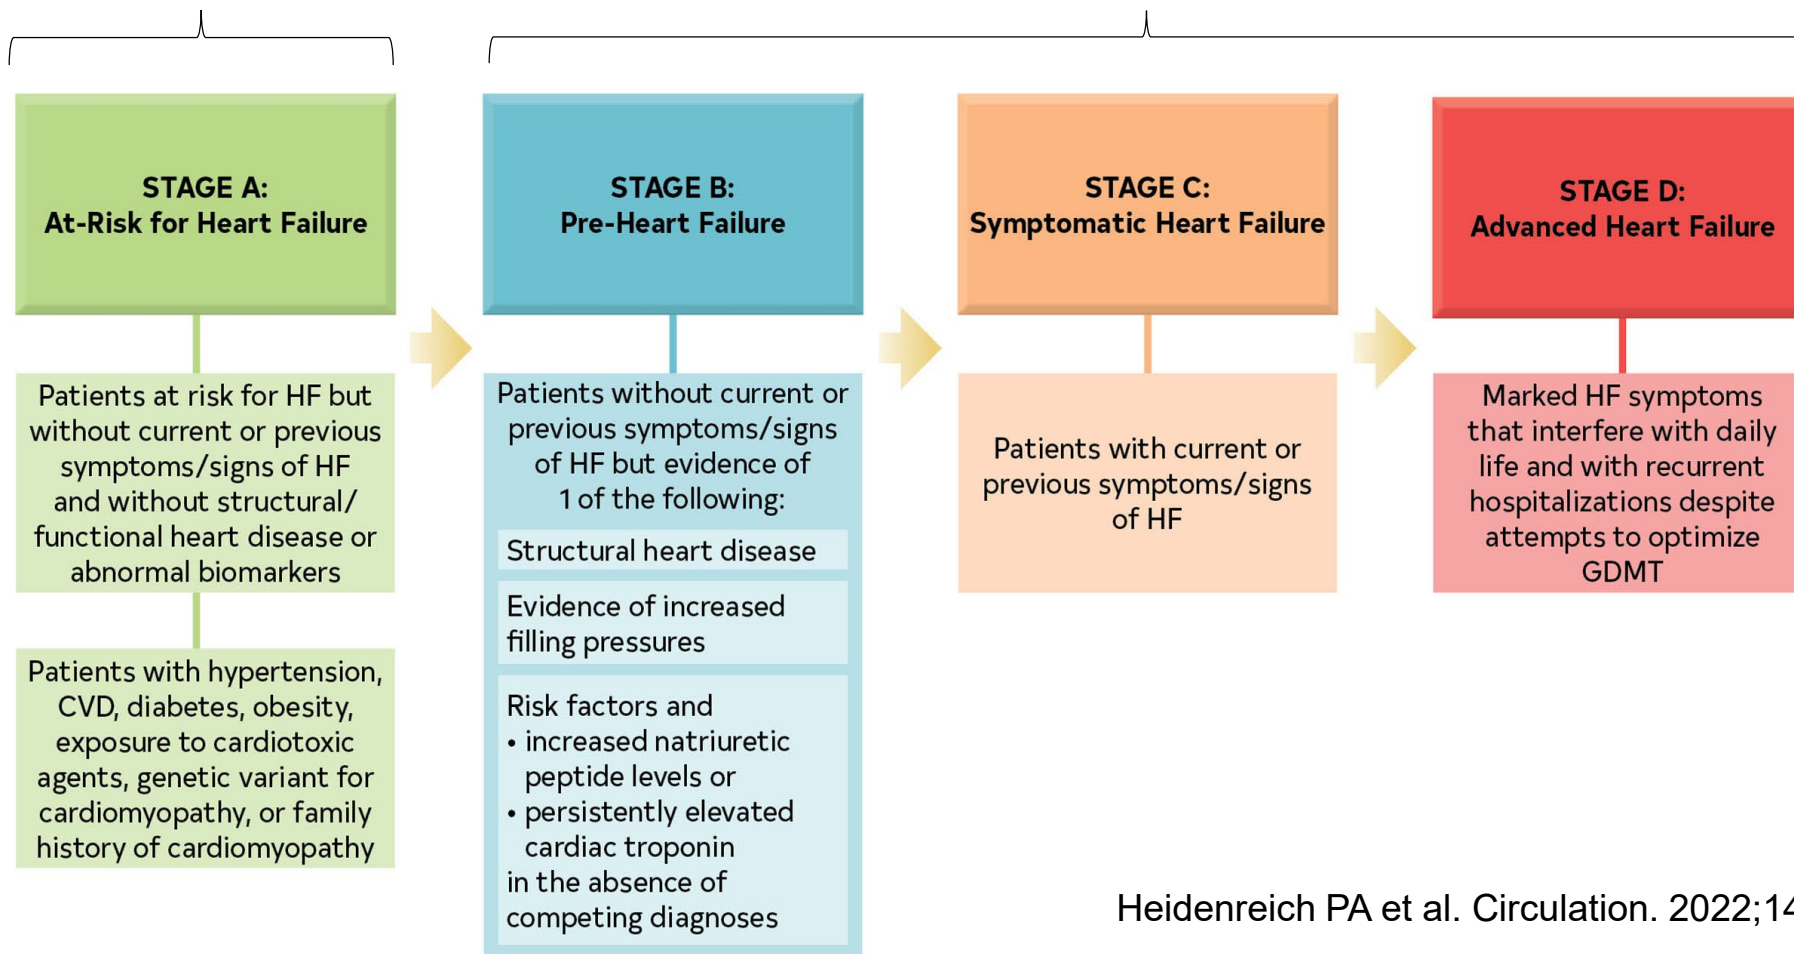 STAGE A:
At-Risk for Heart Failure
Patients at risk for HF but
without current or previous
symptoms/signs of HF
and without structural/
functional heart disease or
abnormal biomarkers
Patients with hypertension,
CVD, diabetes, obesity,
exposure to cardiotoxic
agents, genetic variant for
cardiomyopathy, or family
history of cardiomyopathy
STAGE B:
Pre-Heart Failure
Patients without current or
previous symptoms/signs
of HF but evidence of
1 of the following:
Structural heart disease
Evidence of increased
filling pressures
Risk factors and
• increased natriuretic
peptide levels or
• persistently elevated
cardiac troponin
in the absence of
competing diagnoses
STAGE C:
Symptomatic Heart Failure
Patients with current or
previous symptoms/signs
of HF
STAGE D:
Advanced Heart Failure
Marked HF symptoms
that interfere with daily
life and with recurrent
hospitalizations despite
attempts to optimize
GDMT
Heidenreich PA et al. Circulation. 2022;14